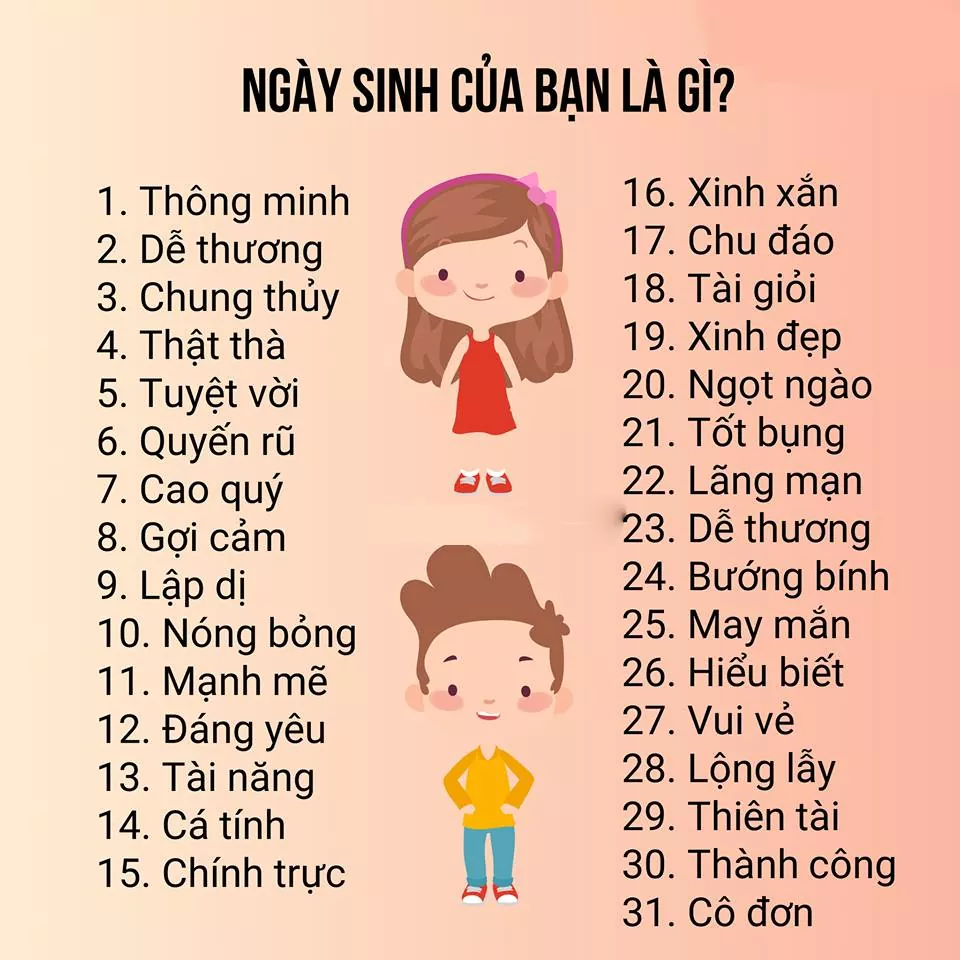 NGÀY SINH CỦA BẠN LÀ GÌ?
1. Thông minh
2. Dễ thương
3. Chung thủy
4. Thật thà
5. Tuyệt vời
6. Quyến rũ
7. Cao quý
8. Gợi cảm
9. Lập dị
10. Nóng bỏng
11. Mạnh mẽ
12. Đáng yêu
13. Tài năng
14. Cá tính
15. Chính trực
16. Xinh xắn
17. Chu đáo
18. Tài giỏi
19. Xinh đẹp
20. Ngọt ngào
21. Tốt bụng
22. Lãng mạn
23. Dễ thương
24. Bướng bính
25. May mắn
26. Hiểu biết
27. Vui vẻ
28. Lộng lẫy
29. Thiên tài
30. Thành công
31. Cô đơn